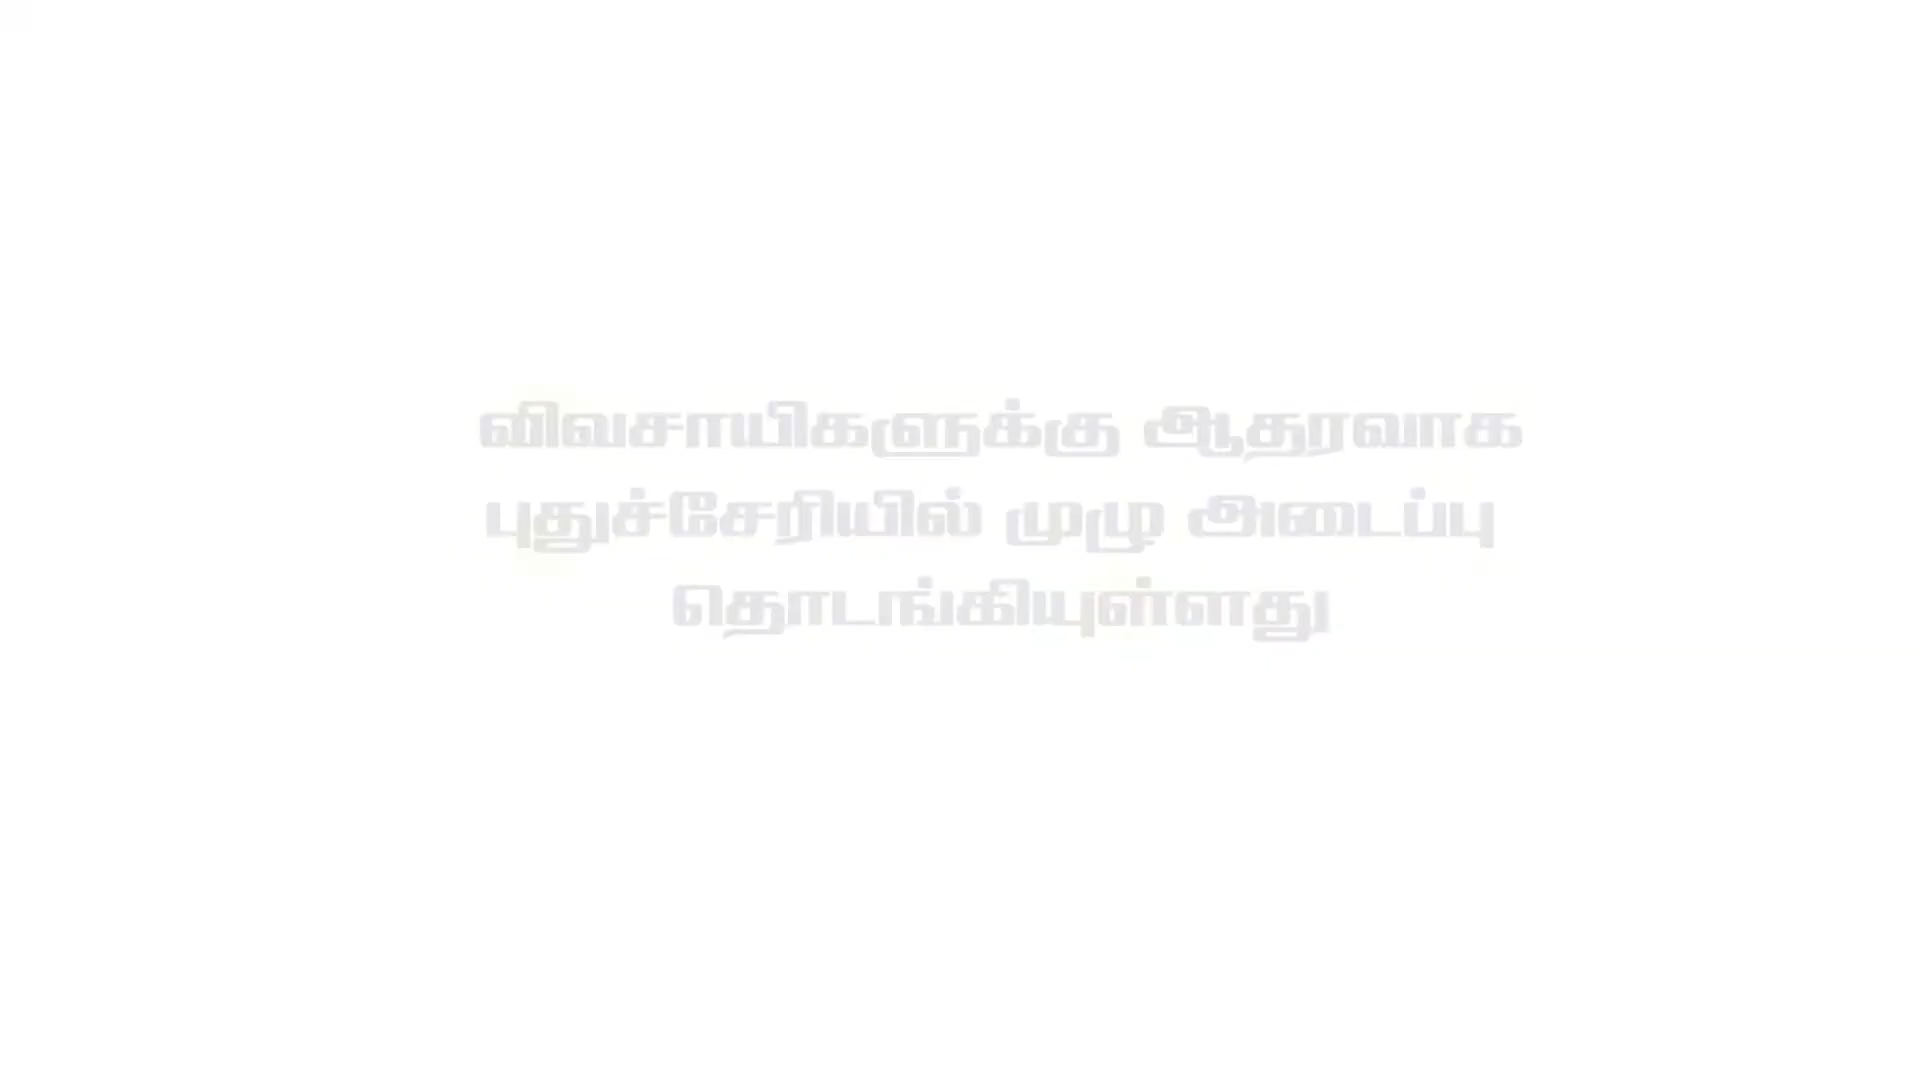 விவசாயிகளுக்கு ஆதரவாக
புதுச்சேரியில் முழு அடைப்பு
தொடங்கியுள்ளது